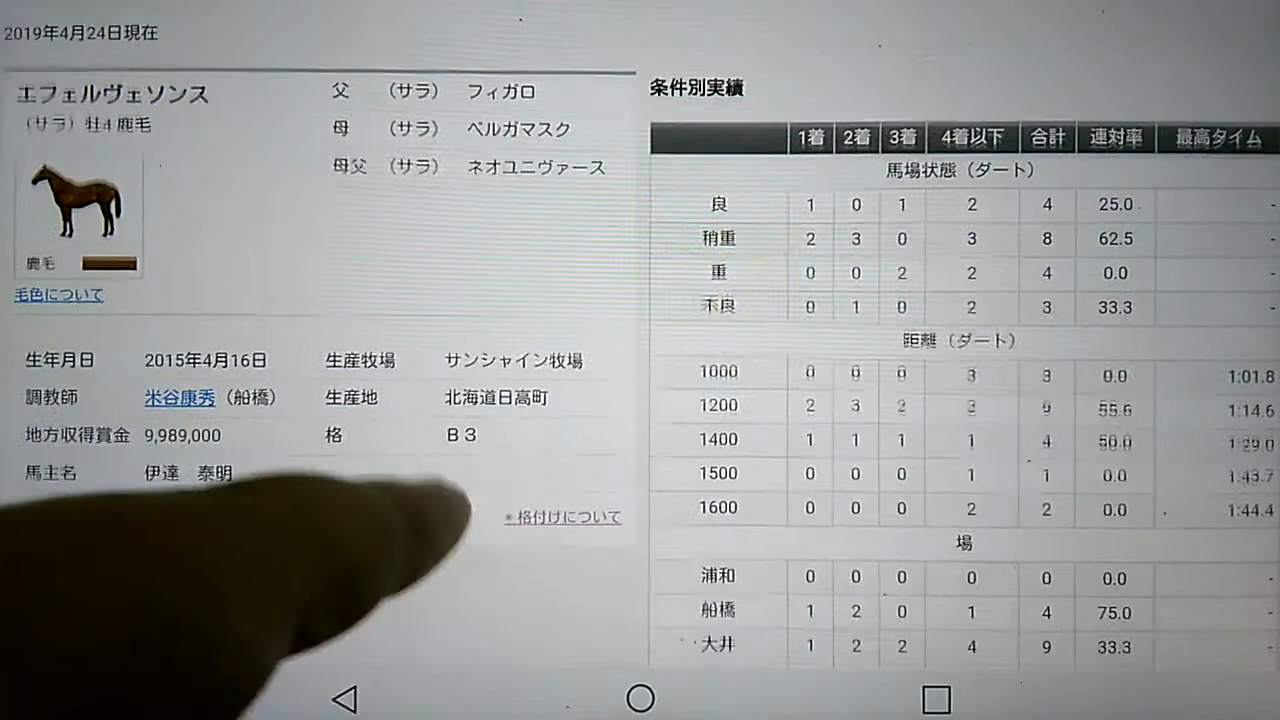 2019年4月24日現在
エフェルヴェソンス
（サラ）牡4 鹿毛
鹿毛
毛色について
父 （サラ） フィガロ
母 （サラ） ベルガマスク
母父 （サラ） ネオユニヴァース
生年月日 2015年4月16日 生産牧場 サンシャイン牧場
調教師 米谷康秀（船橋） 生産地 北海道日高町
地方収得賞金 9,989,000 格 Ｂ３
馬主名 伊達 泰明
※格付けについて
条件別実績
1着 2着 3着 4着以下 合計 連対率 最高タイム
馬場状態（ダート）
良 1 0 1 2 4 25.0 -
稍重 2 3 0 3 8 62.5 -
重 0 0 2 2 4 0.0 -
不良 0 1 0 2 3 33.3 -
距離（ダート）
1000 0 0 0 3 3 0.0 1:01.8
1200 2 3 2 2 9 55.6 1:14.6
1400 1 1 1 1 4 50.0 1:29.0
1500 0 0 0 1 1 0.0 1:43.7
1600 0 0 0 2 2 0.0 1:44.4
場
浦和 0 0 0 0 0 0.0 -
船橋 1 2 0 1 4 75.0 -
大井 1 2 2 4 9 33.3 -